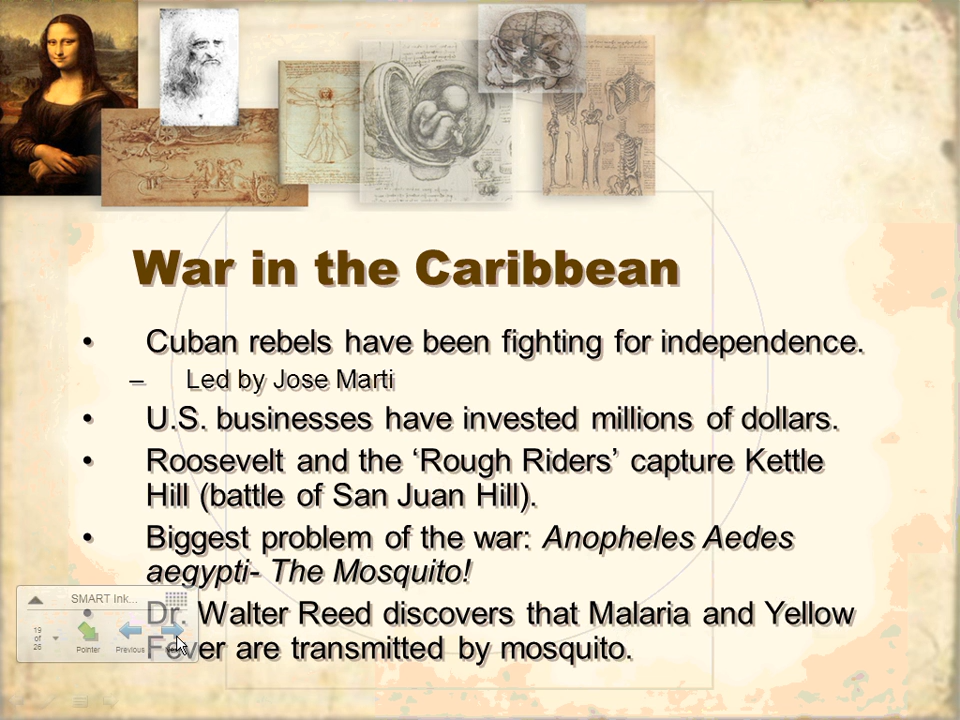 War in the Caribbean
• Cuban rebels have been fighting for independence.
– Led by Jose Marti
• U.S. businesses have invested millions of dollars.
• Roosevelt and the ‘Rough Riders’ capture Kettle
Hill (battle of San Juan Hill).
• Biggest problem of the war: Anopheles Aedes
aegypti- The Mosquito!
• Dr. Walter Reed discovers that Malaria and Yellow
Fever are transmitted by mosquito.
SMART Ink...
19
of
26
Pointer Previous